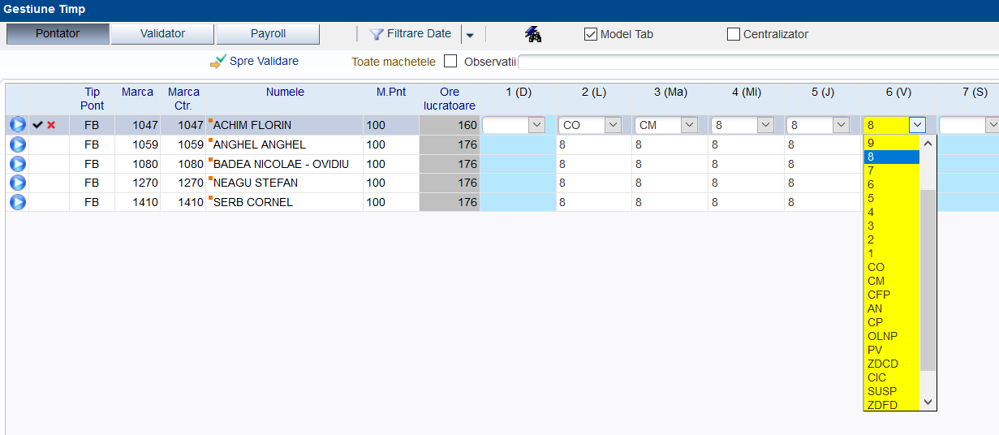 Gestiune Timp
Pontator Validator Payroll Filtrare Date Model Tab Centralizator
Spre Validare Toate machetele Observatii
Tip Pont Marca Marca Ctr. Numele M.Pnt Ore lucratoare 1 (D) 2 (L) 3 (Ma) 4 (Mi) 5 (J) 6 (V) 7 (S)
FB 1047 1047 ACHIM FLORIN 100 160 CO CM 8 8 8
FB 1059 1059 ANGHEL ANGHEL 100 176 8 8 8 8
FB 1080 1080 BADEA NICOLAE - OVIDIU 100 176 8 8 8 8
FB 1270 1270 NEAGU STEFAN 100 176 8 8 8 8
FB 1410 1410 SERB CORNEL 100 176 8 8 8 8
9
8
7
6
5
4
3
2
1
CO
CM
CFP
AN
CP
OLNP
PV
ZDCD
CIC
SUSP
ZDFD